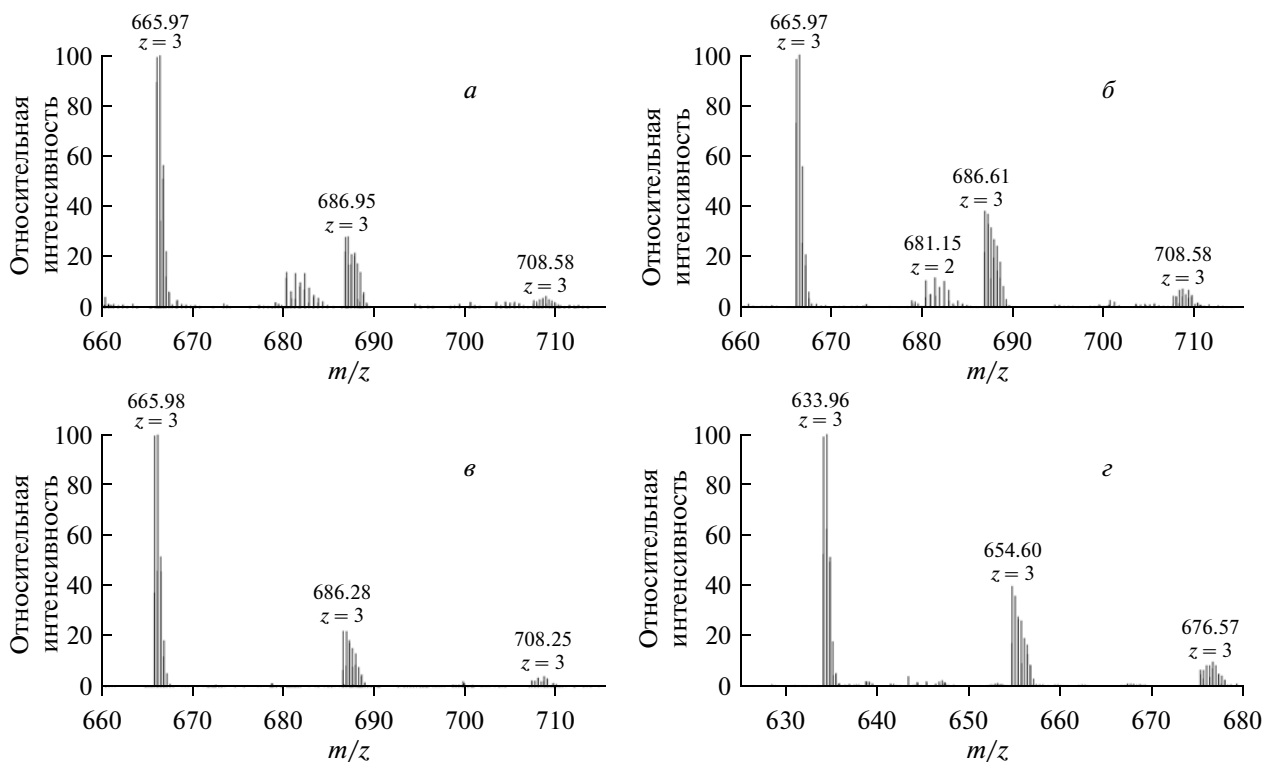 665.97
z = 3
100
80
60
40
20
0
Относительная
интенсивность
а
686.95
z = 3
708.58
z = 3
660 670 680 690 700 710
m/z
665.97
z = 3
100
80
60
40
20
0
Относительная
интенсивность
б
681.15
z = 2
686.61
z = 3
708.58
z = 3
660 670 680 690 700 710
m/z
665.98
z = 3
100
80
60
40
20
0
Относительная
интенсивность
в
686.28
z = 3
708.25
z = 3
660 670 680 690 700 710
m/z
633.96
z = 3
100
80
60
40
20
0
Относительная
интенсивность
г
654.60
z = 3
676.57
z = 3
630 640 650 660 670 680
m/z